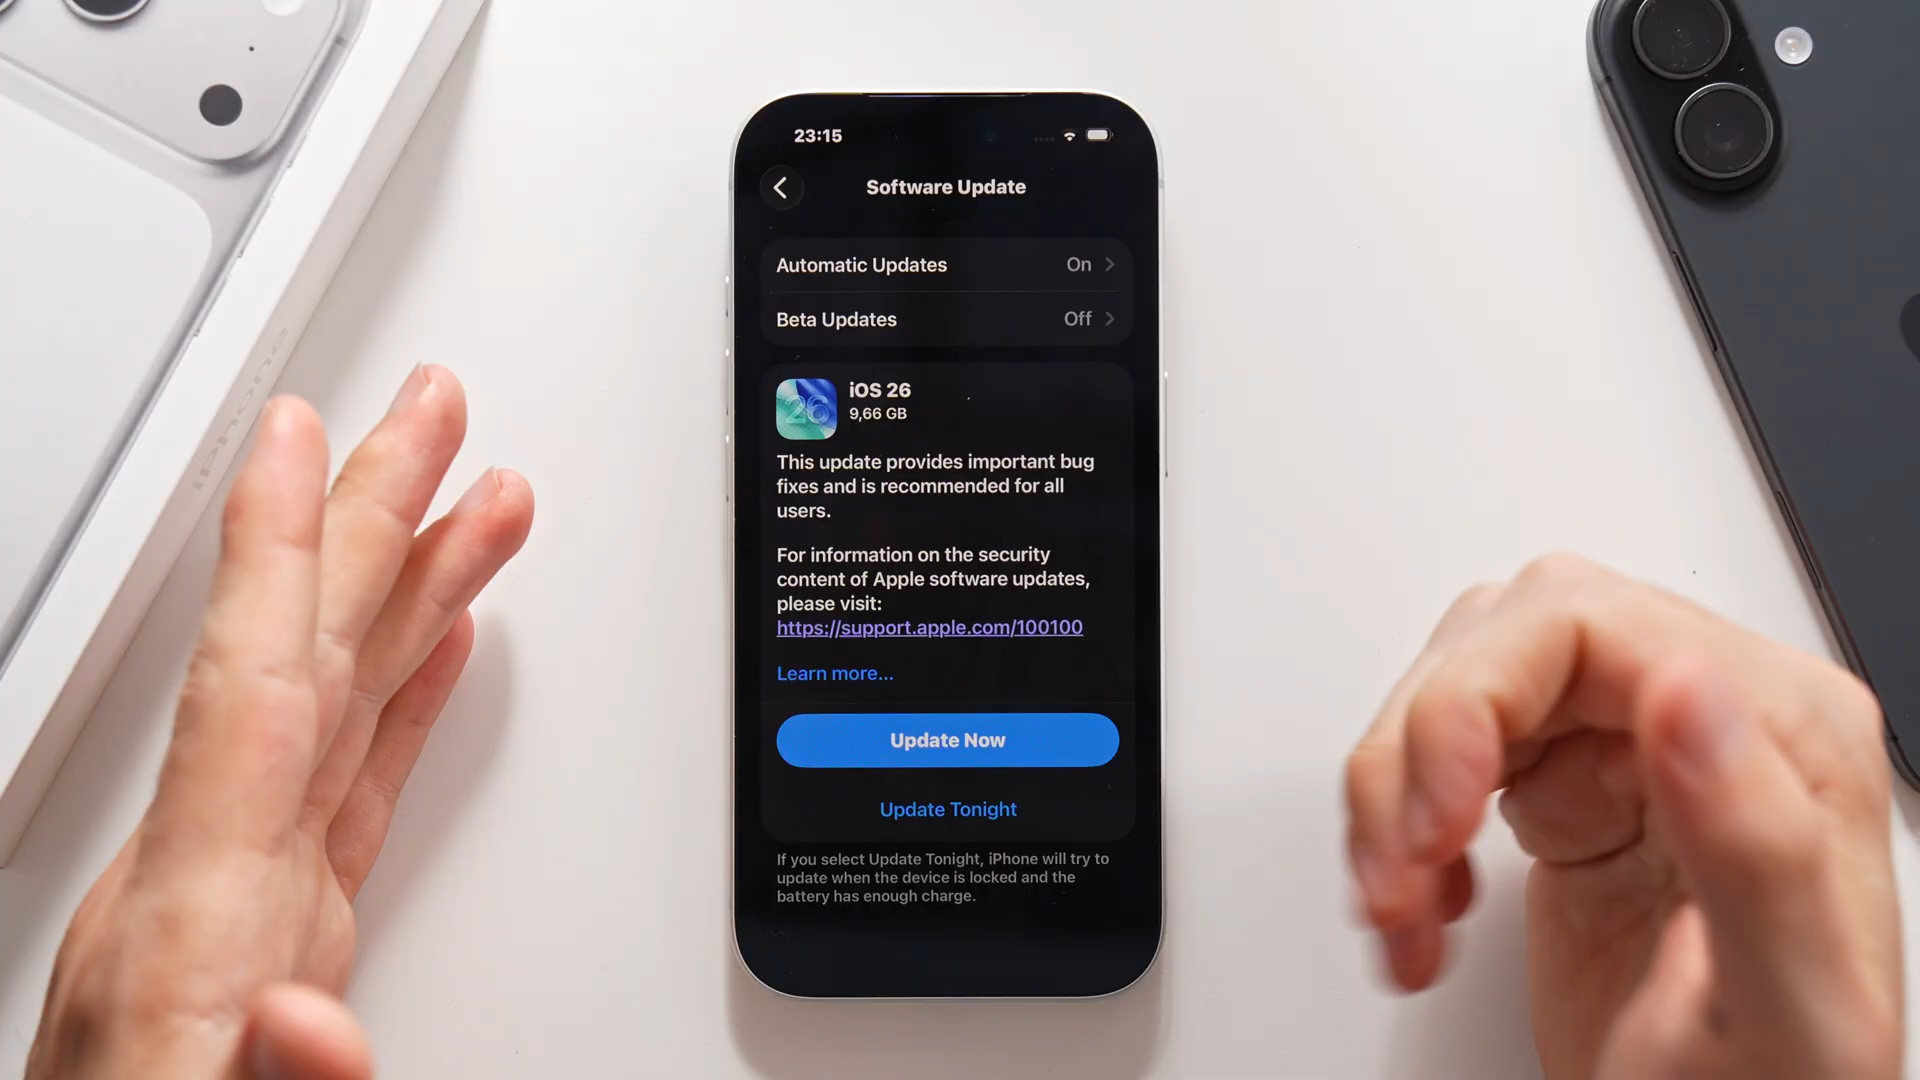 23:15
Software Update
Automatic Updates On
Beta Updates Off
26
iOS 26
9,66 GB
This update provides important bug
fixes and is recommended for all
users.
For information on the security
content of Apple software updates,
please visit:
https://support.apple.com/100100
Learn more...
Update Now
Update Tonight
If you select Update Tonight, iPhone will try to
update when the device is locked and the
battery has enough charge.
iPhone